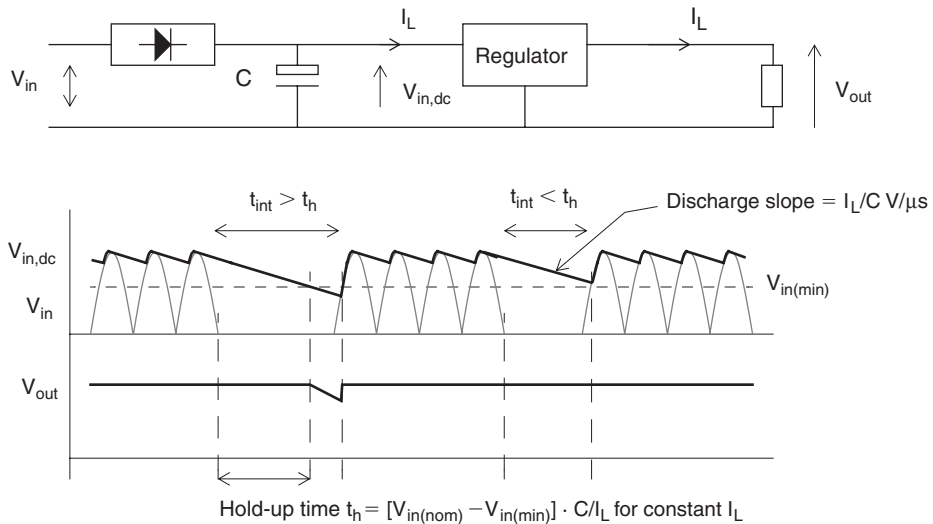 I_L
I_L
Regulator
V_in
C
V_in,dc
V_out
t_int > t_h
t_int < t_h
Discharge slope = I_L/C V/μs
V_in,dc
V_in(min)
V_in
V_out
Hold-up time t_h = [V_in(nom) – V_in(min)] · C/I_L for constant I_L